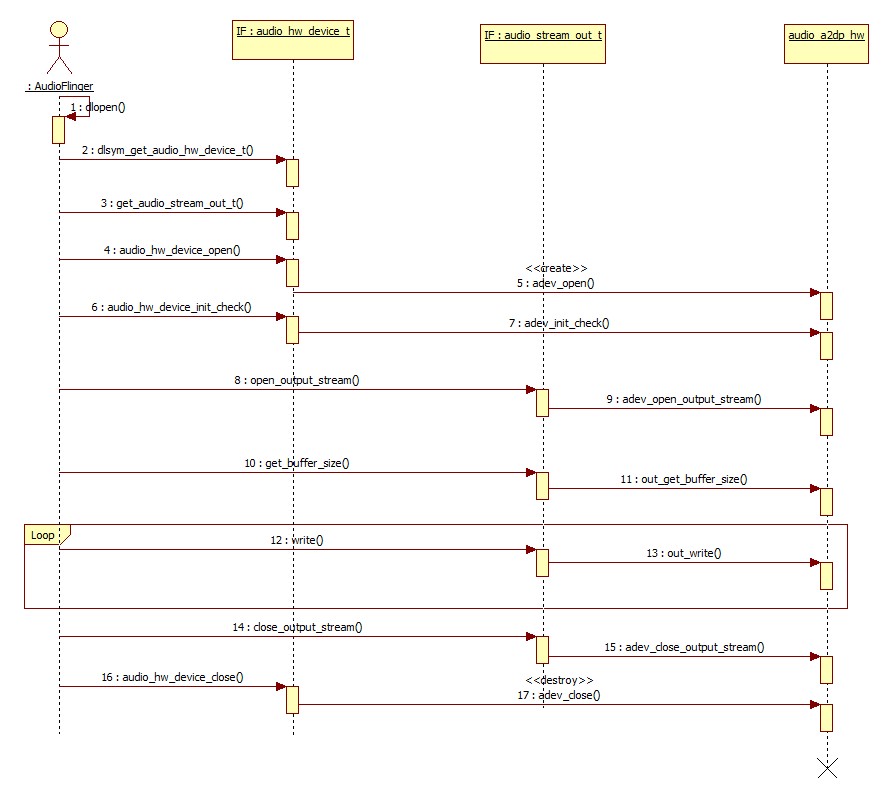 IF : audio_hw_device_t
IF : audio_stream_out_t
audio_a2dp_hw
: AudioFlinger
1 : dlopen()
2 : dlsym_get_audio_hw_device_t()
3 : get_audio_stream_out_t()
4 : audio_hw_device_open()
<<create>>
5 : adev_open()
6 : audio_hw_device_init_check()
7 : adev_init_check()
8 : open_output_stream()
9 : adev_open_output_stream()
10 : get_buffer_size()
11 : out_get_buffer_size()
Loop
12 : write()
13 : out_write()
14 : close_output_stream()
15 : adev_close_output_stream()
16 : audio_hw_device_close()
<<destroy>>
17 : adev_close()